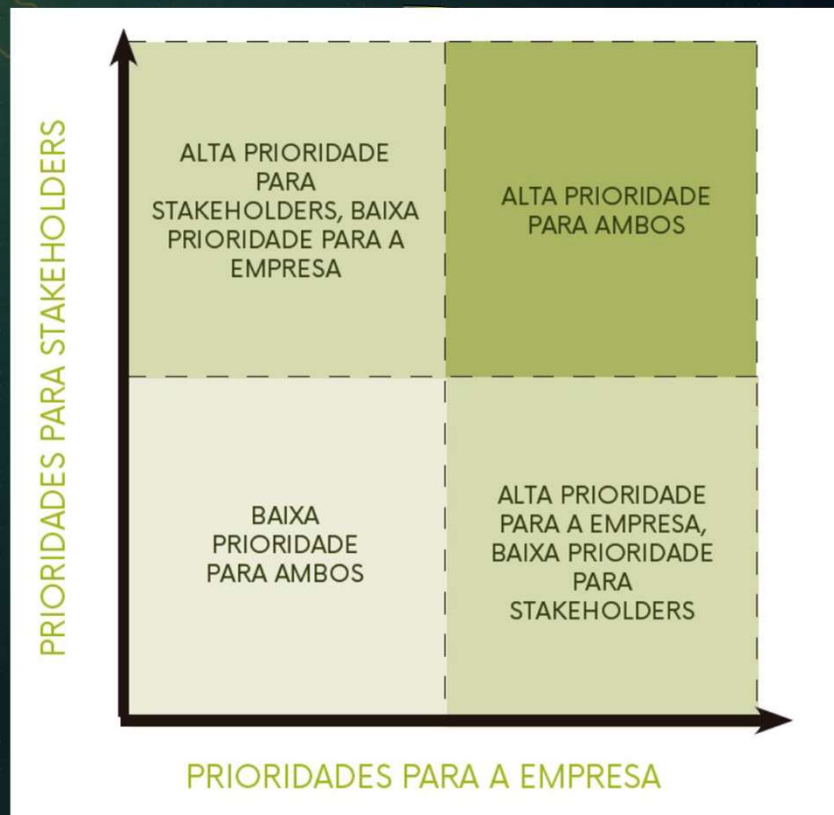 PRIORIDADES PARA STAKEHOLDERS
ALTA PRIORIDADE
PARA
STAKEHOLDERS, BAIXA
PRIORIDADE PARA A
EMPRESA
ALTA PRIORIDADE
PARA AMBOS
BAIXA
PRIORIDADE
PARA AMBOS
ALTA PRIORIDADE
PARA A EMPRESA,
BAIXA PRIORIDADE
PARA
STAKEHOLDERS
PRIORIDADES PARA A EMPRESA